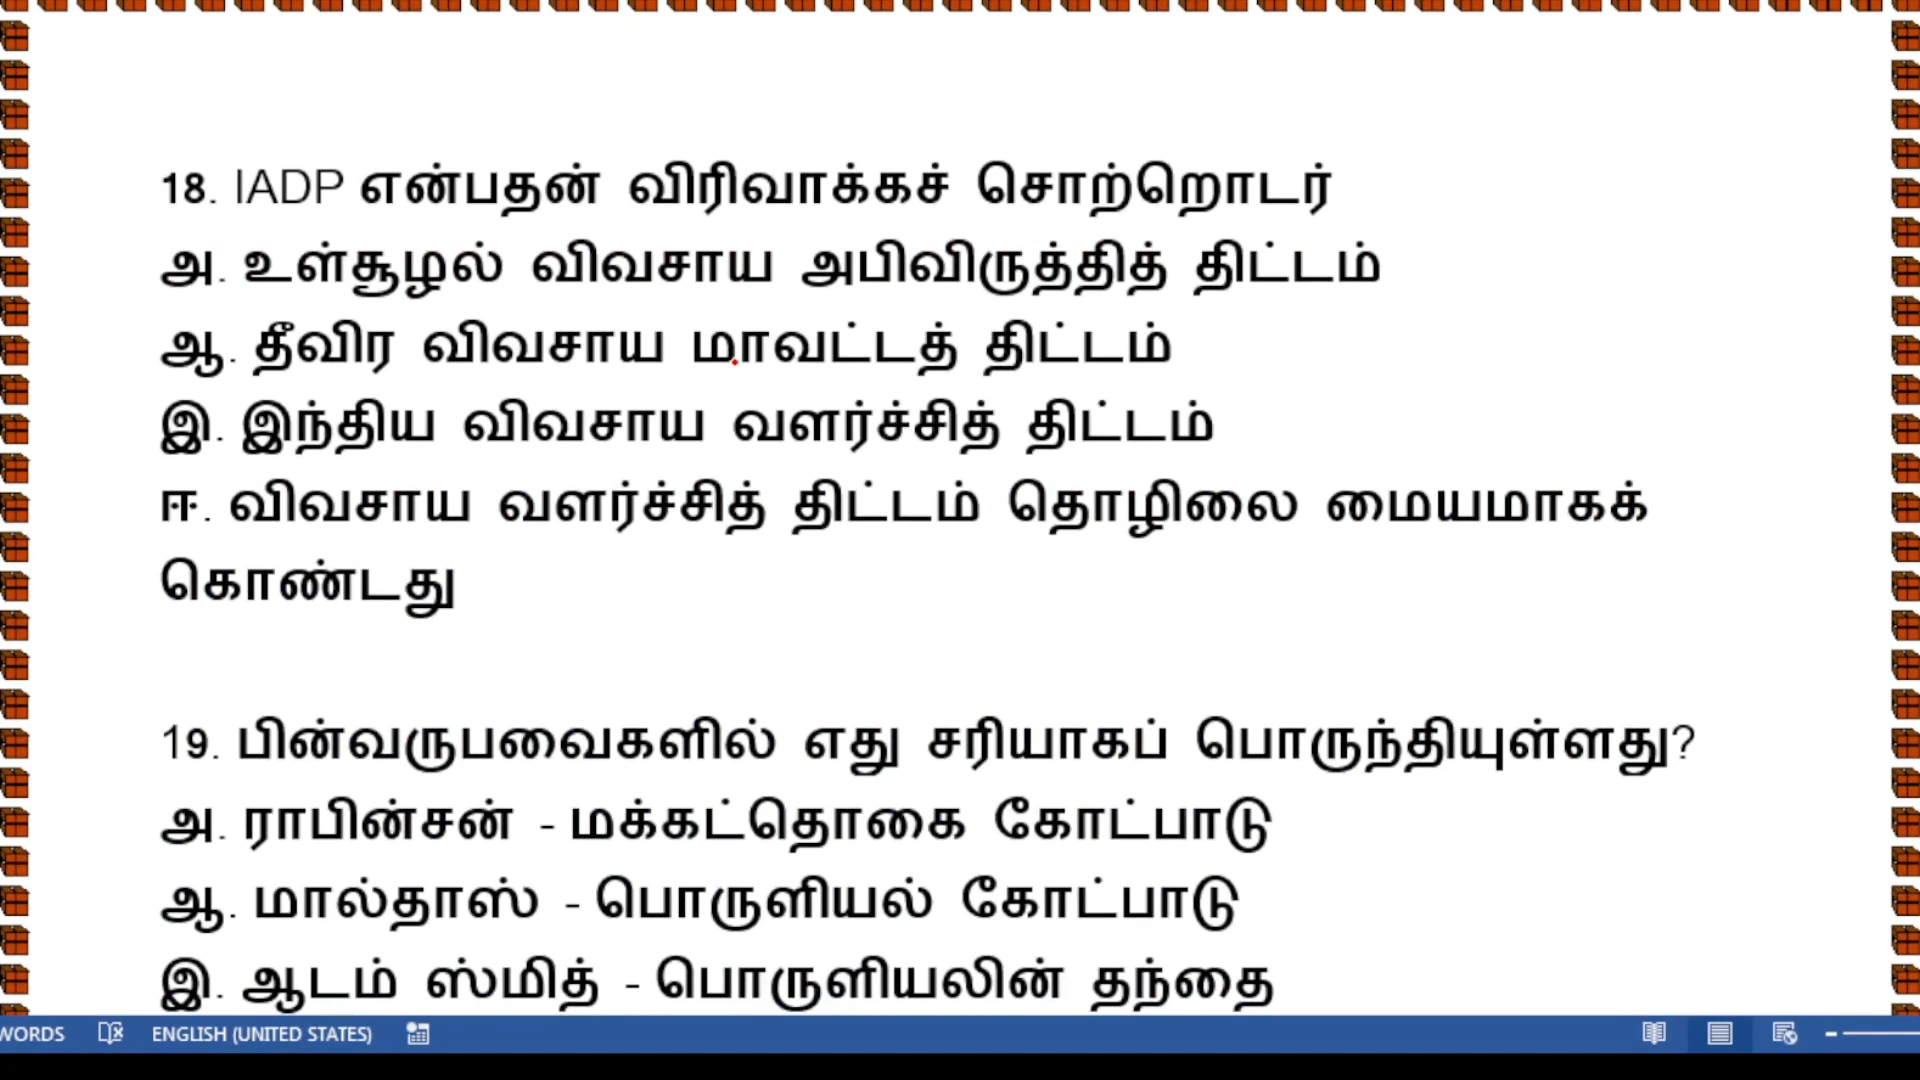 18. IADP என்பதன் விரிவாக்கச் சொற்றொடர்
அ. உள்சூழல் விவசாய அபிவிருத்தித் திட்டம்
ஆ. தீவிர விவசாய மாவட்டத் திட்டம்
இ. இந்திய விவசாய வளர்ச்சித் திட்டம்
ஈ. விவசாய வளர்ச்சித் திட்டம் தொழிலை மையமாகக்
கொண்டது
19. பின்வருபவைகளில் எது சரியாகப் பொருந்தியுள்ளது?
அ. ராபின்சன் - மக்கட்தொகை கோட்பாடு
ஆ. மால்தாஸ் - பொருளியல் கோட்பாடு
இ. ஆடம் ஸ்மித் - பொருளியலின் தந்தை
WORDS ENGLISH (UNITED STATES)